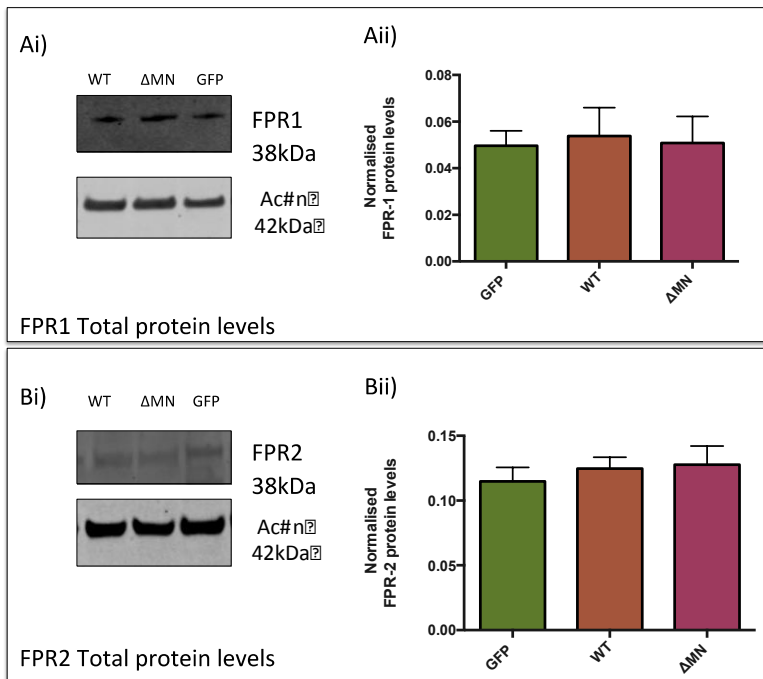 Ai)
WT ΔMN GFP
FPR1
38kDa
Ac#n�
42kDa�
FPR1 Total protein levels
Aii)
Normalised
FPR-1 protein levels
0.08
0.06
0.04
0.02
0.00
GFP WT ΔMN
Bi)
WT ΔMN GFP
FPR2
38kDa
Ac#n�
42kDa�
FPR2 Total protein levels
Bii)
Normalised
FPR-2 protein levels
0.15
0.10
0.05
0.00
GFP WT ΔMN